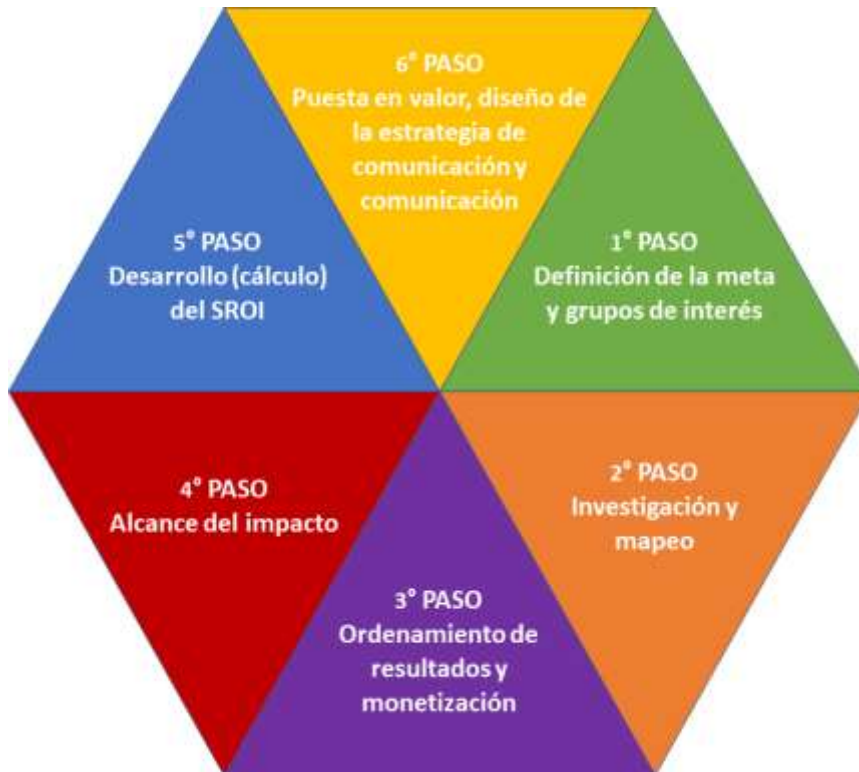 6° PASO
Puesta en valor, diseño de
la estrategia de
comunicación y
comunicación
5° PASO
Desarrollo (cálculo)
del SROI
1° PASO
Definición de la meta
y grupos de interés
4° PASO
Alcance del impacto
2° PASO
Investigación y
mapeo
3° PASO
Ordenamiento de
resultados y
monetización